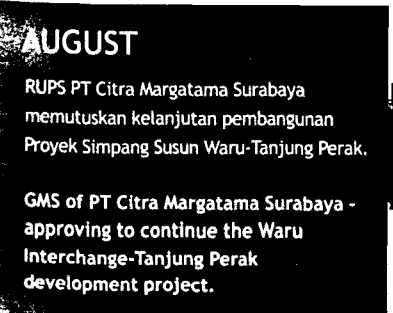 AUGUST
RUPS PT Citra Margatama Surabaya
memutuskan kelanjutan pembangunan
Proyek Simpang Susun Waru-Tanjung Perak.
GMS of PT Citra Margatama Surabaya -
approving to continue the Waru
Interchange-Tanjung Perak
development project.